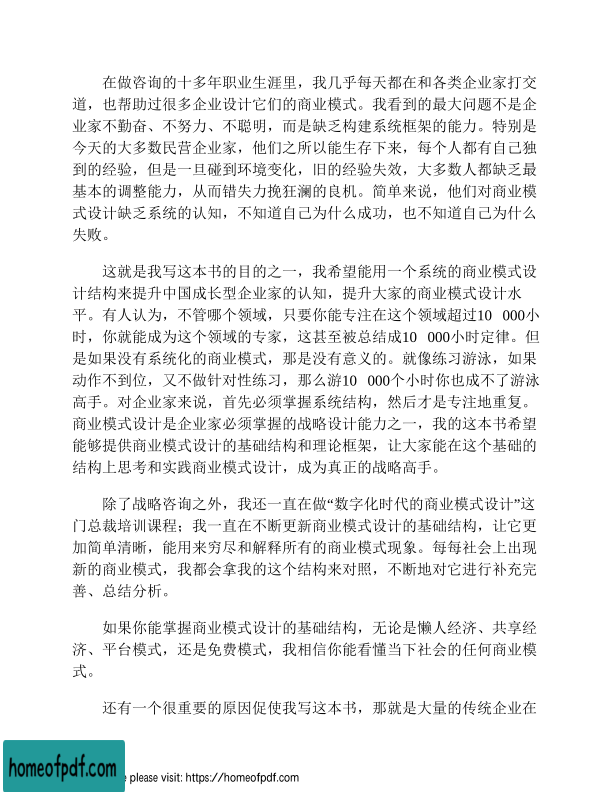 在做咨询的十多年职业生涯里，我几乎每天都在和各类企业家打交
道，也帮助过很多企业设计它们的商业模式。我看到的最大问题不是企
业家不勤奋、不努力、不聪明，而是缺乏构建系统框架的能力。特别是
今天的大多数民营企业家，他们之所以能生存下来，每个人都有自己独
到的经验，但是一旦碰到环境变化，旧的经验失效，大多数人都缺乏最
基本的调整能力，从而错失力挽狂澜的良机。简单来说，他们对商业模
式设计缺乏系统的认知，不知道自己为什么成功，也不知道自己为什么
失败。
这就是我写这本书的目的之一，我希望能用一个系统的商业模式设
计结构来提升中国成长型企业家的认知，提升大家的商业模式设计水
平。有人认为，不管哪个领域，只要你能专注在这个领域超过10 000小
时，你就能成为这个领域的专家，这甚至被总结成10 000小时定律。但
是如果没有系统化的商业模式，那是没有意义的。就像练习游泳，如果
动作不到位，又不做针对性练习，那么游10 000个小时你也成不了游泳
高手。对企业家来说，首先必须掌握系统结构，然后才是专注地重复。
商业模式设计是企业家必须掌握的战略设计能力之一，我的这本书希望
能够提供商业模式设计的基础结构和理论框架，让大家能在这个基础的
结构上思考和实践商业模式设计，成为真正的战略高手。
除了战略咨询之外，我还一直在做“数字化时代的商业模式设计”这
门总裁培训课程；我一直在不断更新商业模式设计的基础结构，让它更
加简单清晰，能用来穷尽和解释所有的商业模式现象。每每社会上出现
新的商业模式，我都会拿我的这个结构来对照，不断地对它进行补充完
善、总结分析。
如果你能掌握商业模式设计的基础结构，无论是懒人经济、共享经
济、平台模式，还是免费模式，我相信你能看懂当下社会的任何商业模
式。
还有一个很重要的原因促使我写这本书，那就是大量的传统企业在
homeofpdf.com
e please visit: https://homeofpdf.com